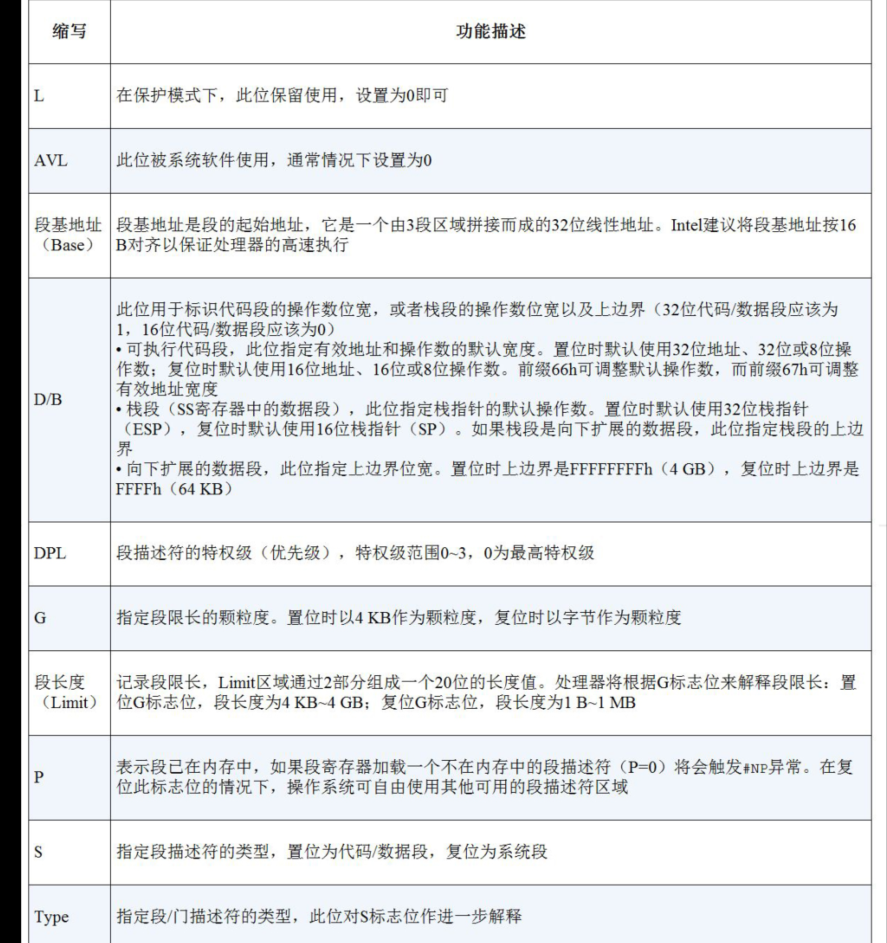 缩写
功能描述
L
在保护模式下，此位保留使用，设置为0即可
AVL
此位被系统软件使用，通常情况下设置为0
段基地址
（Base）
段基地址是段的起始地址，它是一个由3段区域拼接而成的32位线性地址。Intel建议将段基地址按16
B对齐以保证处理器的高速执行
D/B
此位用于标识代码段的操作数位宽，或者栈段的操作数位宽以及上边界（32位代码/数据段应该为
1，16位代码/数据段应该为0）
• 可执行代码段，此位指定有效地址和操作数的默认宽度。置位时默认使用32位地址、32位或8位操
作数；复位时默认使用16位地址、16位或8位操作数。前缀66h可调整默认操作数，而前缀67h可调整
有效地址宽度
• 栈段（SS寄存器中的数据段），此位指定栈指针的默认操作数。置位时默认使用32位栈指针
（ESP），复位时默认使用16位栈指针（SP）。如果栈段是向下扩展的数据段，此位指定栈段的上边
界
• 向下扩展的数据段，此位指定上边界位宽。置位时上边界是FFFFFFFFh（4 GB），复位时上边界是
FFFFh（64 KB）
DPL
段描述符的特权级（优先级），特权级范围0~3，0为最高特权级
G
指定段限长的颗粒度。置位时以4 KB作为颗粒度，复位时以字节作为颗粒度
段长度
（Limit）
记录段限长，Limit区域通过2部分组成一个20位的长度值。处理器将根据G标志位来解释段限长：置
位G标志位，段长度为4 KB~4 GB；复位G标志位，段长度为1 B~1 MB
P
表示段已在内存中，如果段寄存器加载一个不在内存中的段描述符（P=0）将会触发#NP异常。在复
位此标志位的情况下，操作系统可自由使用其他可用的段描述符区域
S
指定段描述符的类型，置位为代码/数据段，复位为系统段
Type
指定段/门描述符的类型，此位对S标志位作进一步解释